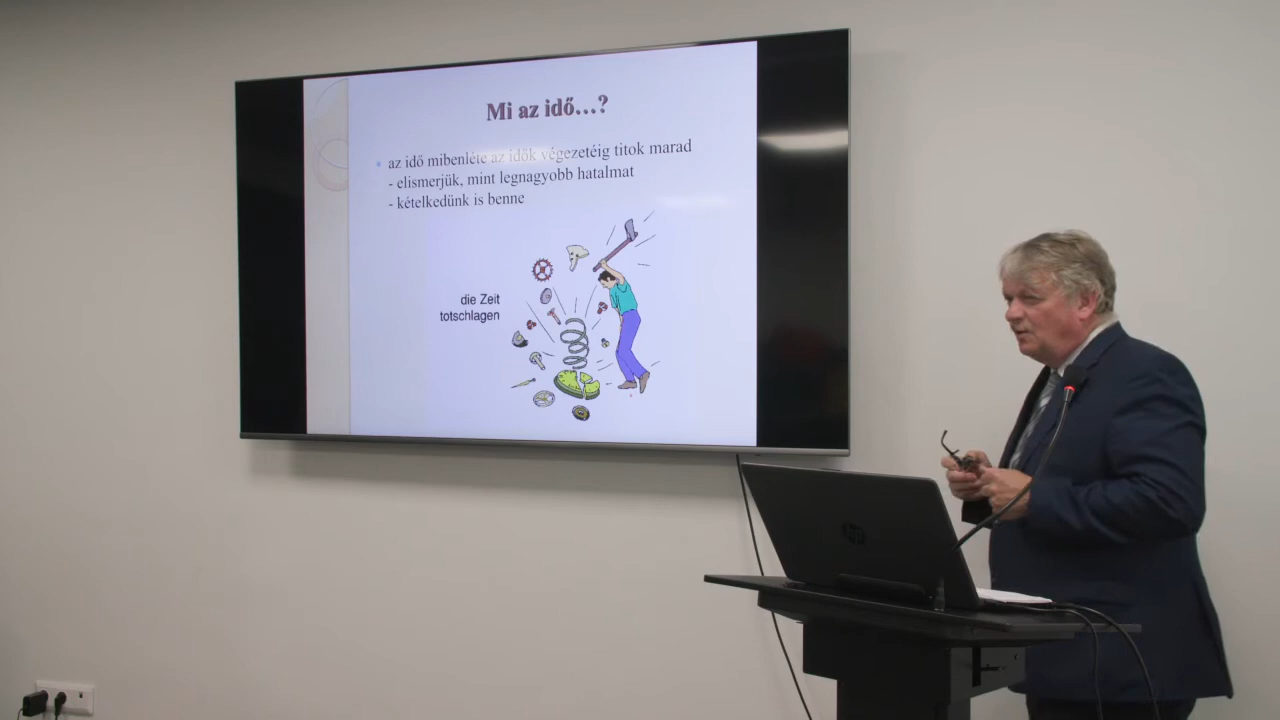 Mi az idő...?
az idő mibenléte az idők végezetéig titok marad
- elismerjük, mint legnagyobb hatalmat
- kételkedünk is benne
die Zeit
totschlagen
hp